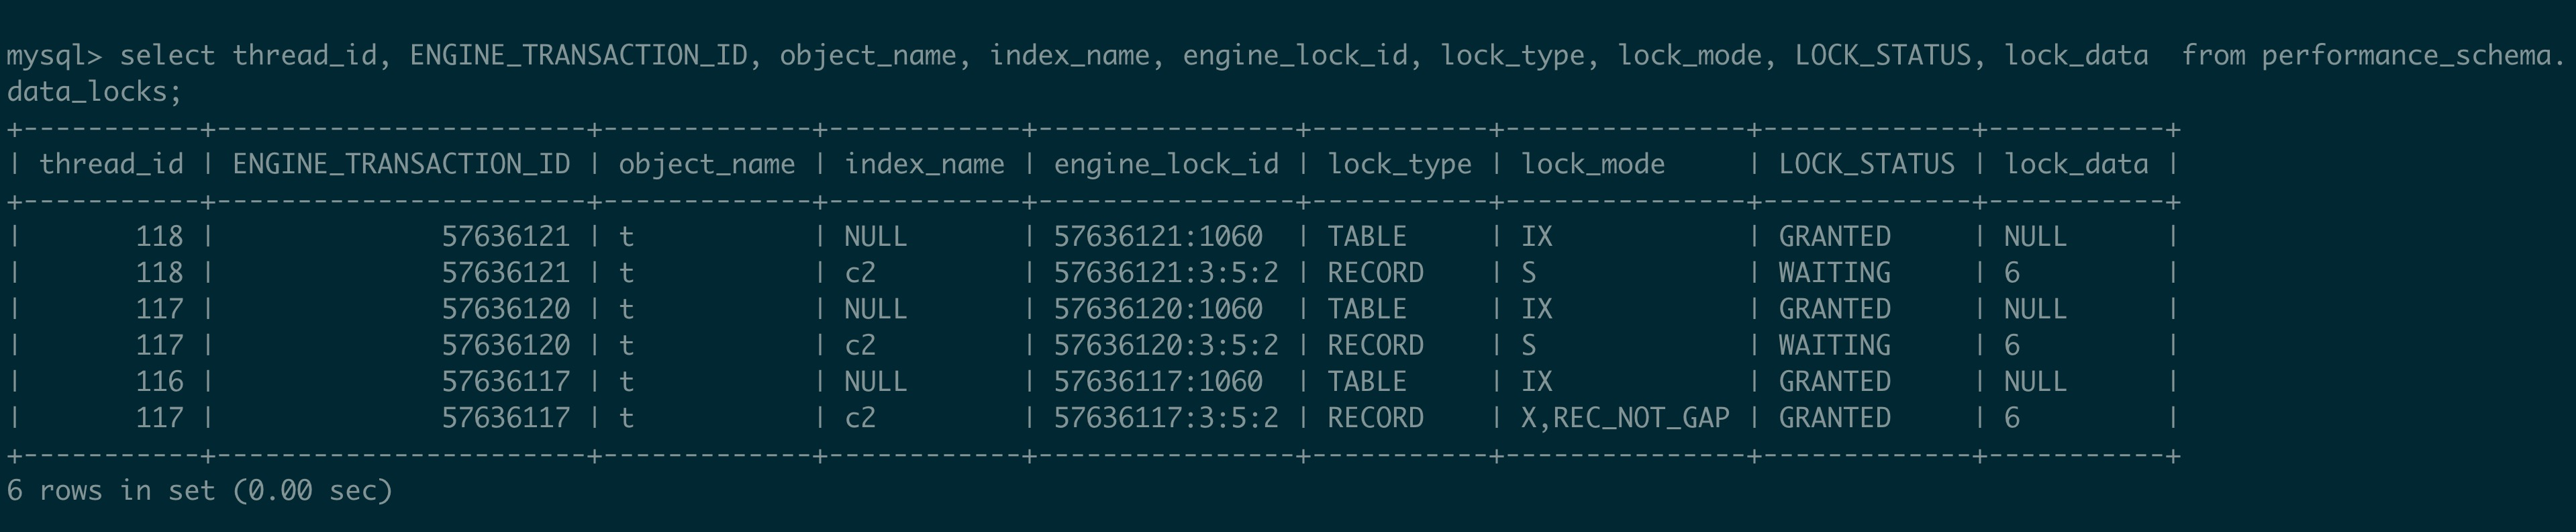 mysql> select thread_id, ENGINE_TRANSACTION_ID, object_name, index_name, engine_lock_id, lock_type, lock_mode, LOCK_STATUS, lock_data  from performance_schema.
data_locks;
+-----------+-----------------------+-------------+------------+----------------+-----------+---------------+-------------+-----------+
| thread_id | ENGINE_TRANSACTION_ID | object_name | index_name | engine_lock_id | lock_type | lock_mode     | LOCK_STATUS | lock_data |
+-----------+-----------------------+-------------+------------+----------------+-----------+---------------+-------------+-----------+
|       118 |              57636121 | t           | NULL       | 57636121:1060  | TABLE     | IX            | GRANTED     | NULL      |
|       118 |              57636121 | t           | c2         | 57636121:3:5:2 | RECORD    | S             | WAITING     | 6         |
|       117 |              57636120 | t           | NULL       | 57636120:1060  | TABLE     | IX            | GRANTED     | NULL      |
|       117 |              57636120 | t           | c2         | 57636120:3:5:2 | RECORD    | S             | WAITING     | 6         |
|       116 |              57636117 | t           | NULL       | 57636117:1060  | TABLE     | IX            | GRANTED     | NULL      |
|       117 |              57636117 | t           | c2         | 57636117:3:5:2 | RECORD    | X,REC_NOT_GAP | GRANTED     | 6         |
+-----------+-----------------------+-------------+------------+----------------+-----------+---------------+-------------+-----------+
6 rows in set (0.00 sec)